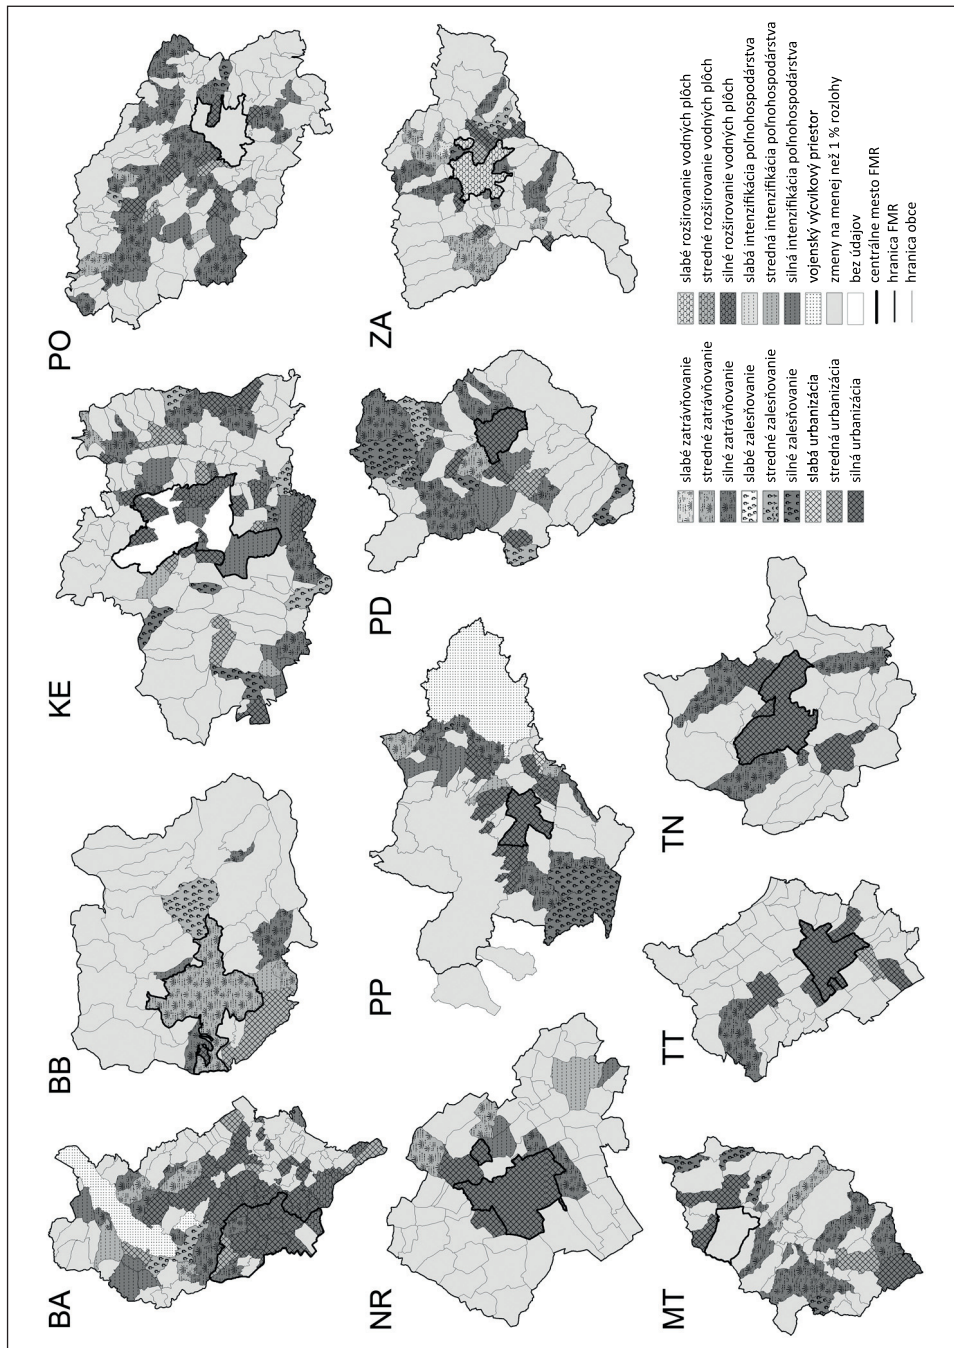 BA
BB
KE
PO
NR
PP
PD
ZA
MT
TT
TN
slabé zatrávňovanie
stredné zatrávňovanie
silné zatrávňovanie
slabé zalesňovanie
stredné zalesňovanie
silné zalesňovanie
slabá urbanizácia
stredná urbanizácia
silná urbanizácia
slabé rozširovanie vodných plôch
stredné rozširovanie vodných plôch
silné rozširovanie vodných plôch
slabá intenzifikácia poľnohospodárstva
stredná intenzifikácia poľnohospodárstva
silná intenzifikácia poľnohospodárstva
vojenský výcvikový priestor
zmeny na menej než 1 % rozlohy
bez údajov
centrálne mesto FMR
hranica FMR
hranica obce